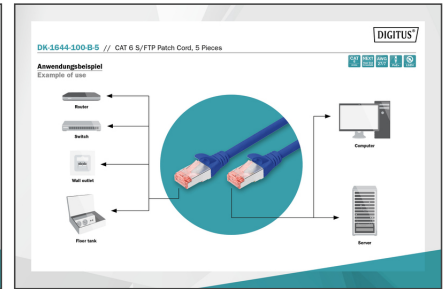 DIGITUS®
DK-1644-100-B-5 // CAT 6 S/FTP Patch Cord, 5 Pieces
Anwendungsbeispiel
Example of use
Router
Switch
Wall outlet
Floor tank
Computer
Server